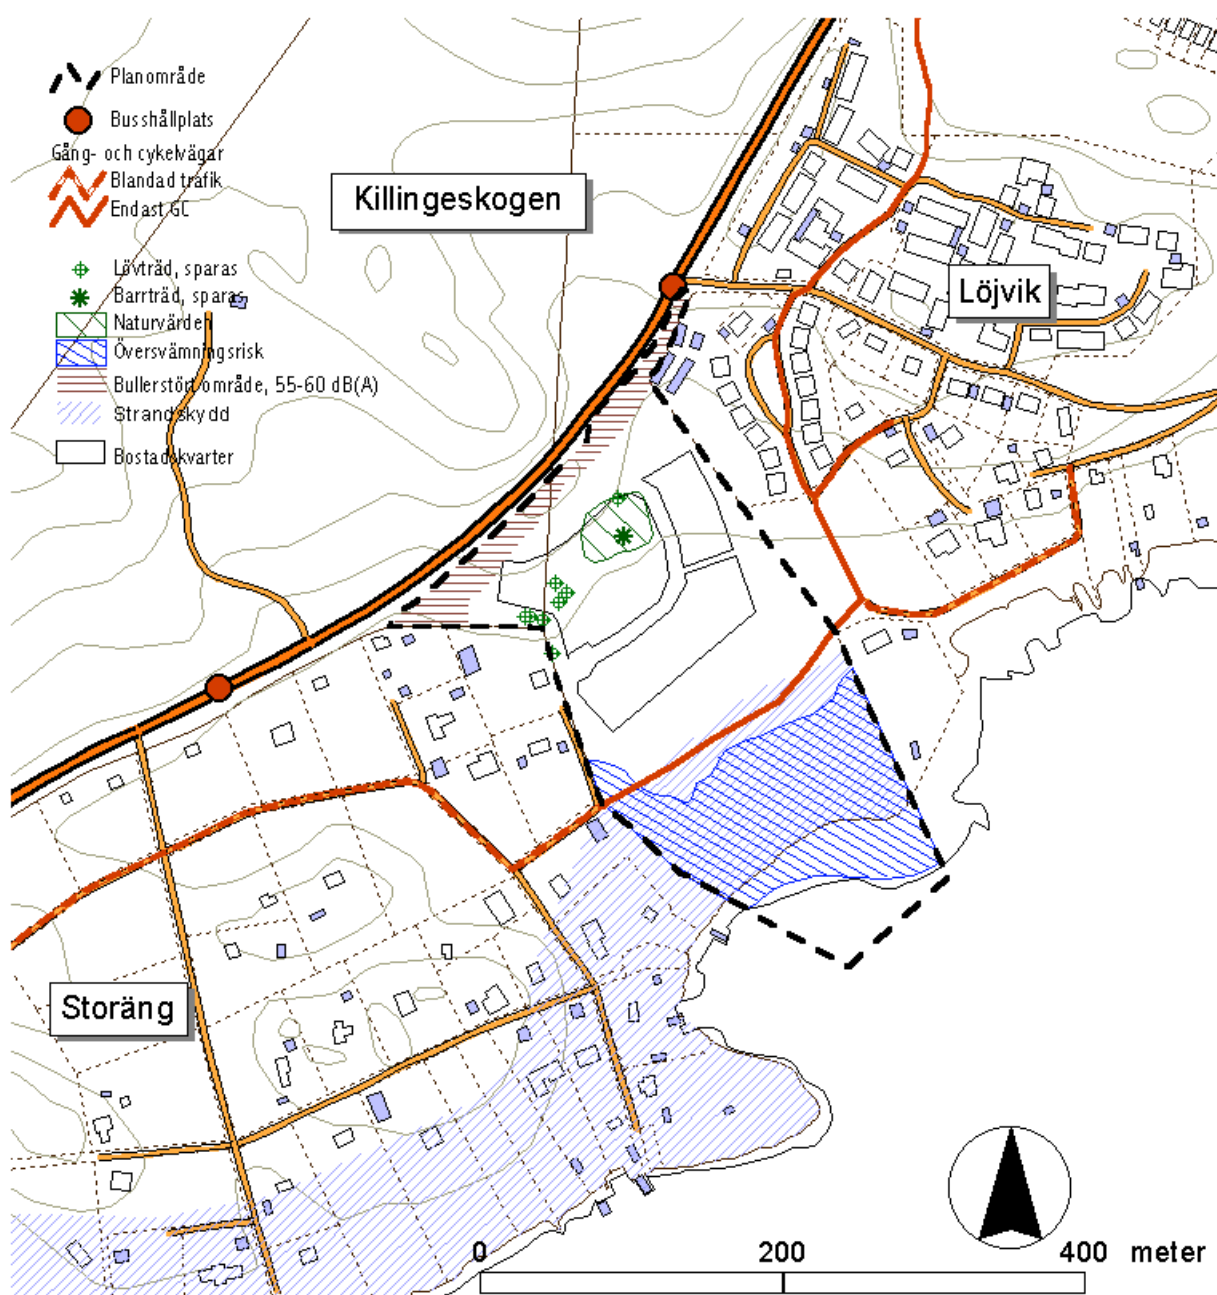 Planområde
Busshållplats
Gång- och cykelvägar
Blandad trafik
Endast GC
Lövträd, sparas
Barrträd, sparas
Naturvärden
Översvämningsrisk
Bullerstört område, 55-60 dB(A)
Strandskydd
Bostadskvarter
Killingeskogen
Löjvik
Storäng
0 200 400 meter